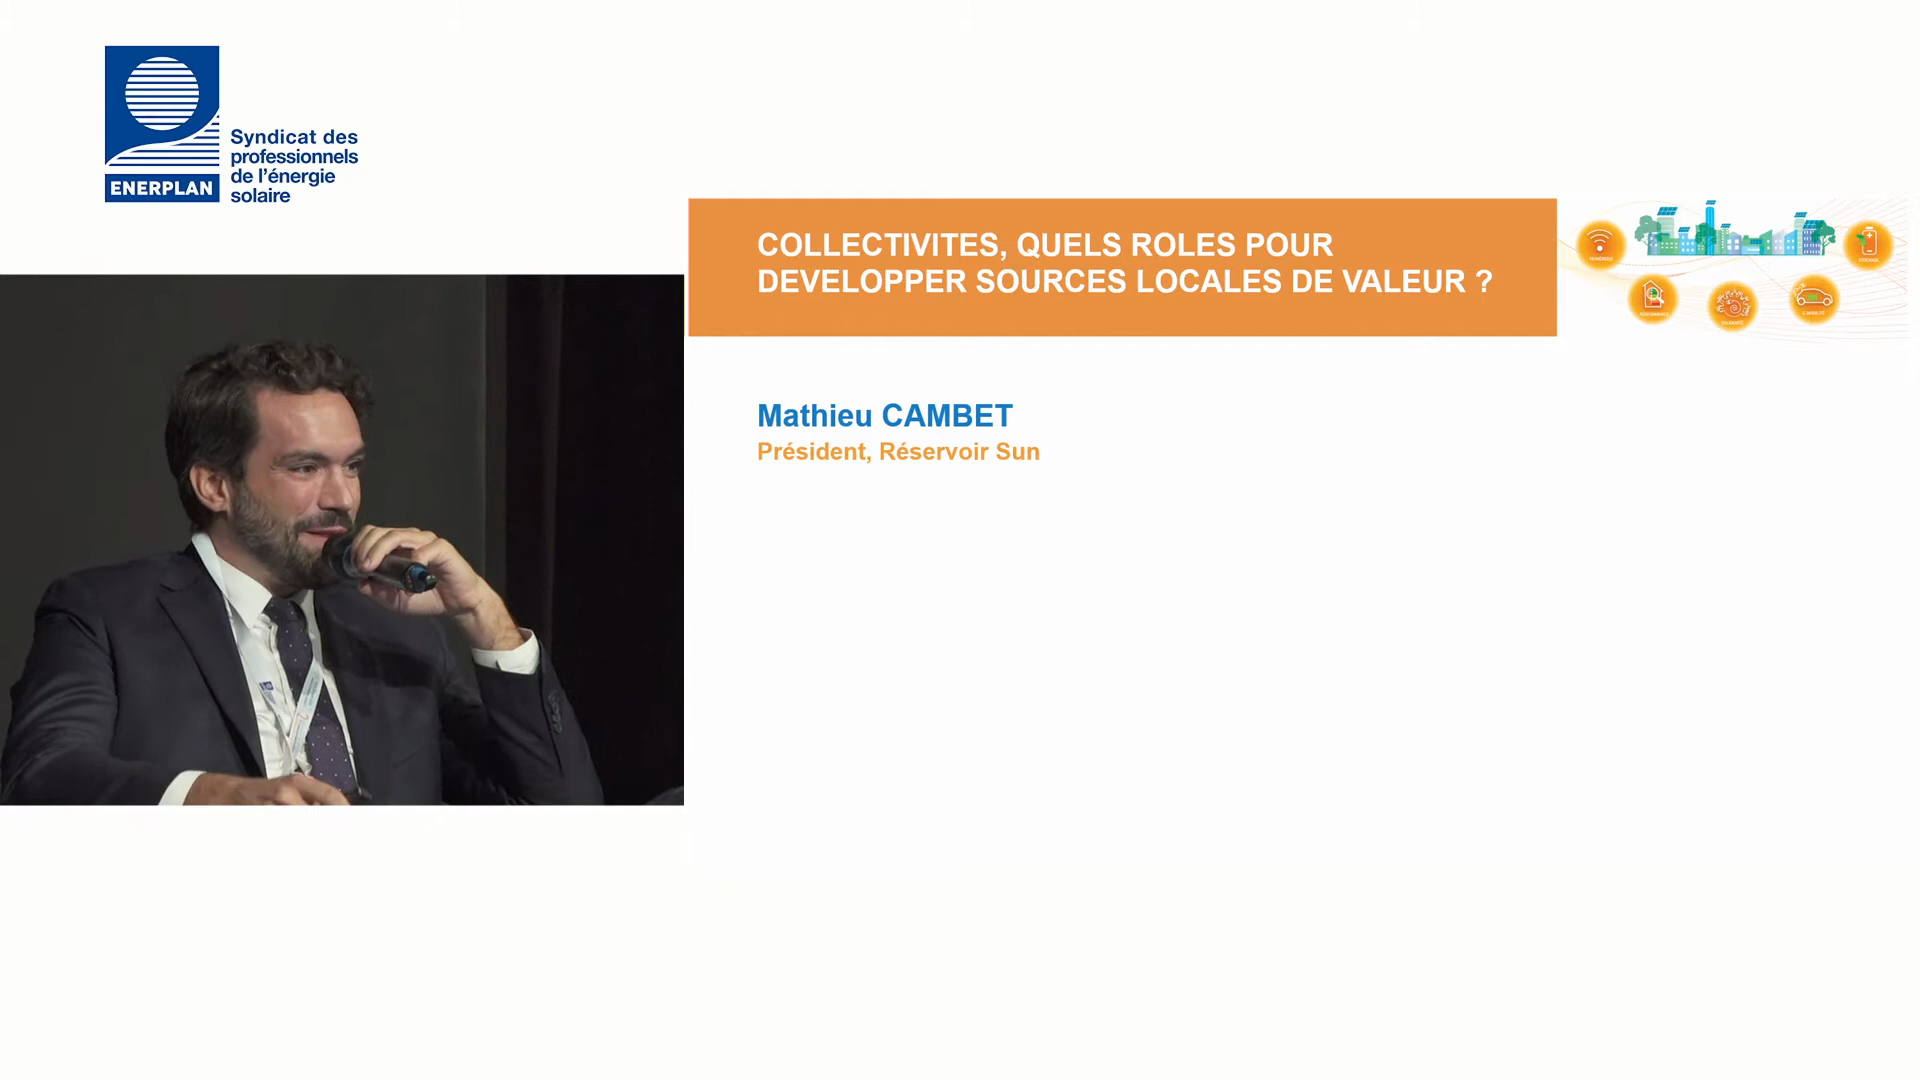 Syndicat des
professionnels
de l'énergie
solaire
ENERPLAN
COLLECTIVITES, QUELS ROLES POUR
DEVELOPPER SOURCES LOCALES DE VALEUR ?
Mathieu CAMBET
Président, Réservoir Sun